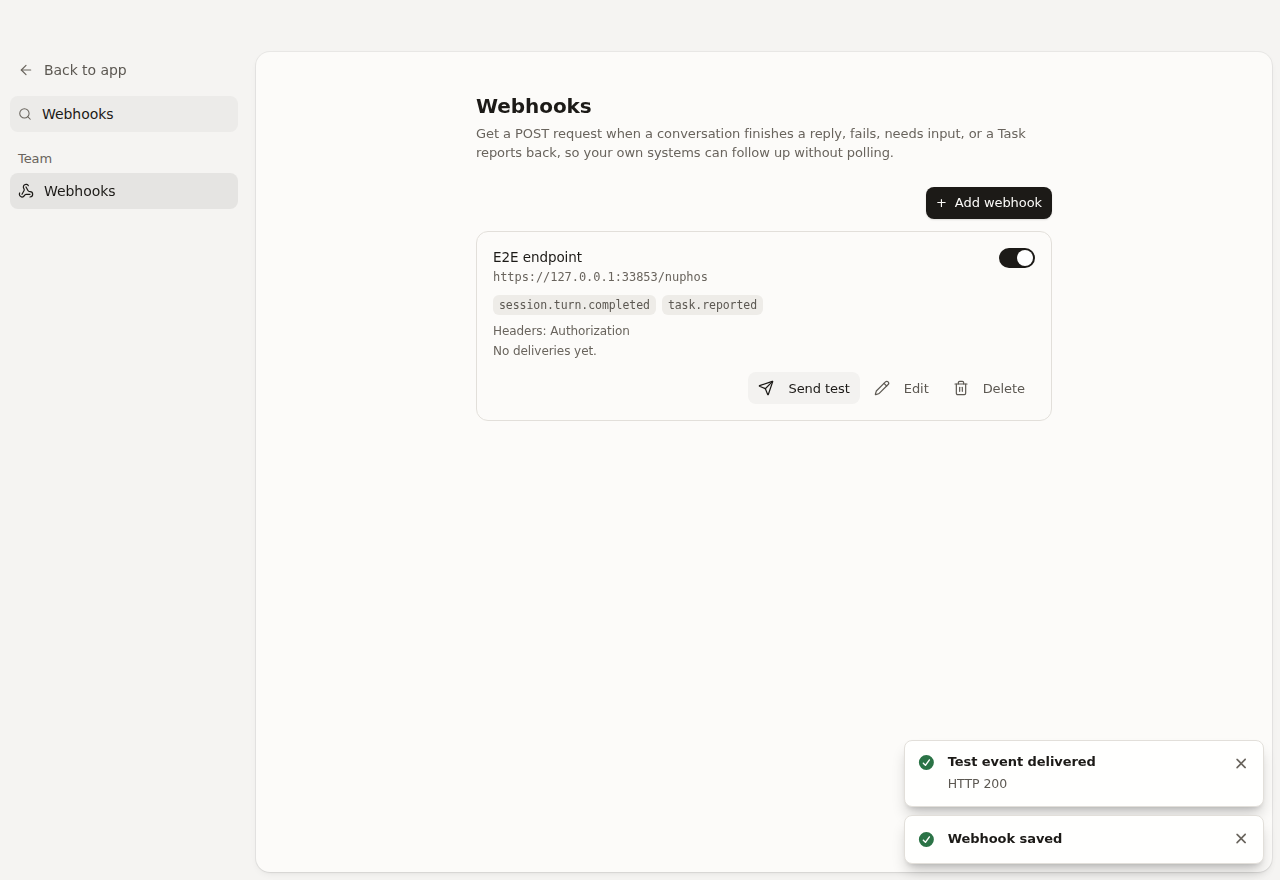 Back to app
Webhooks
Team
Webhooks
Webhooks
Get a POST request when a conversation finishes a reply, fails, needs input, or a Task
reports back, so your own systems can follow up without polling.
+ Add webhook
E2E endpoint
https://127.0.0.1:33853/nuphos
session.turn.completed task.reported
Headers: Authorization
No deliveries yet.
Send test Edit Delete
Test event delivered
HTTP 200
Webhook saved